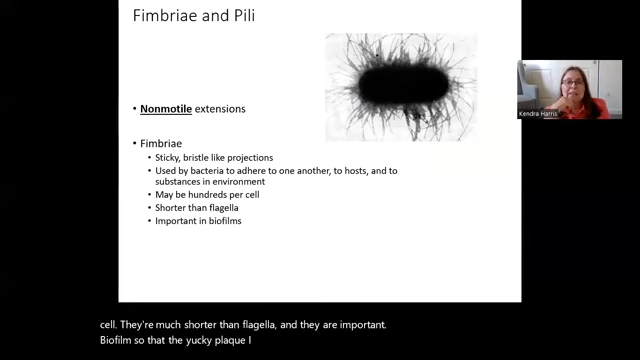 Fimbriae and Pili
• Nonmotile extensions
• Fimbriae
• Sticky, bristle like projections
• Used by bacteria to adhere to one another, to hosts, and to
substances in environment
• May be hundreds per cell
• Shorter than flagella
• Important in biofilms
Kendra Harris
cell. They're much shorter than flagella, and they are important.
Biofilm so that the yucky plaque I